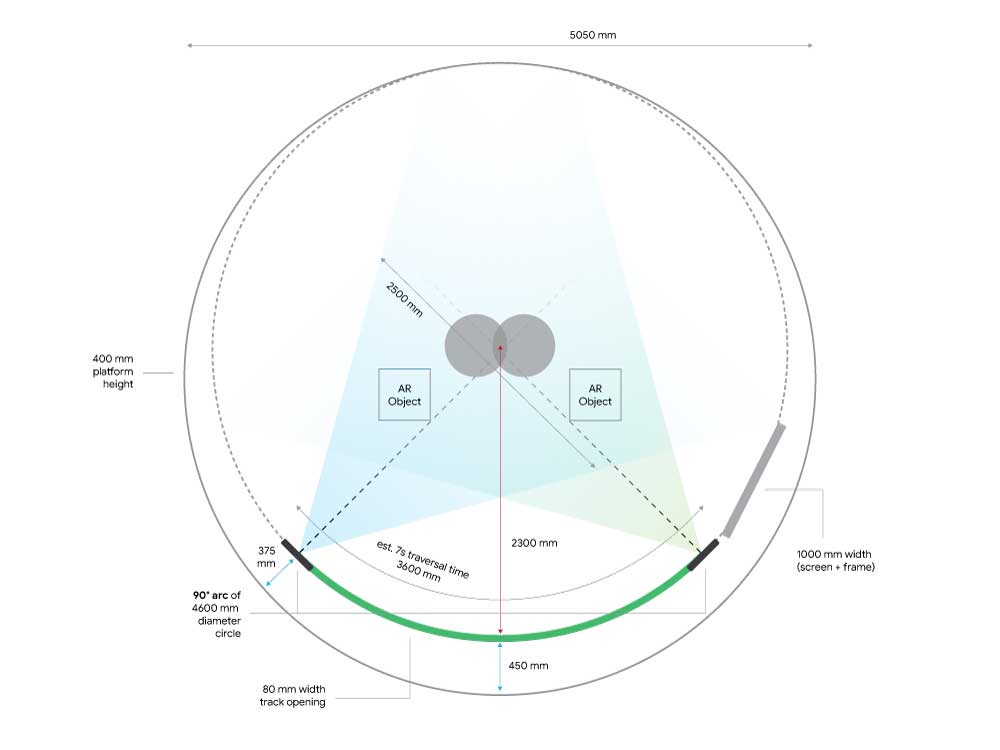 5050 mm
2500 mm
400 mm
platform
height
AR
Object
AR
Object
est. 7s traversal time
3600 mm
2300 mm
375
mm
1000 mm width
(screen + frame)
90° arc of
4600 mm
diameter
circle
450 mm
80 mm width
track opening